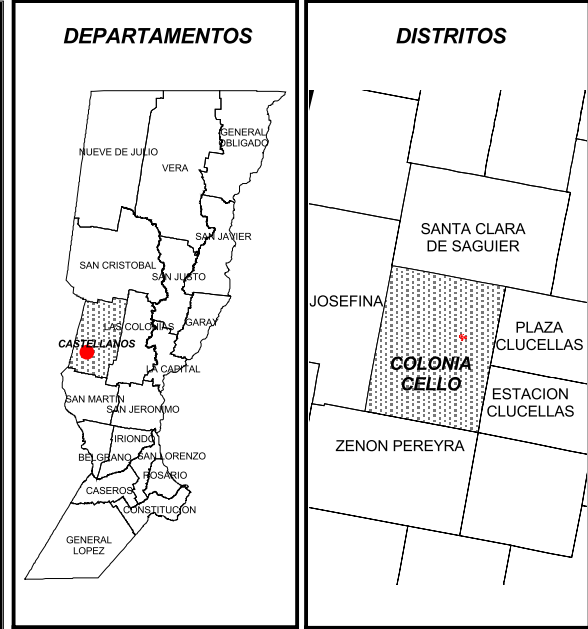 DEPARTAMENTOS
NUEVE DE JULIO
GENERAL
OBLIGADO
VERA
SAN JAVIER
SAN CRISTOBAL
SAN JUSTO
LAS COLONIAS
GARAY
CASTELLANOS
LA CAPITAL
SAN MARTIN
SAN JERONIMO
IRIONDO
BELGRANO
SAN LORENZO
ROSARIO
CASEROS
CONSTITUCION
GENERAL
LOPEZ
DISTRITOS
SANTA CLARA
DE SAGUIER
JOSEFINA
PLAZA
CLUCELLAS
COLONIA
CELLO
ESTACION
CLUCELLAS
ZENON PEREYRA